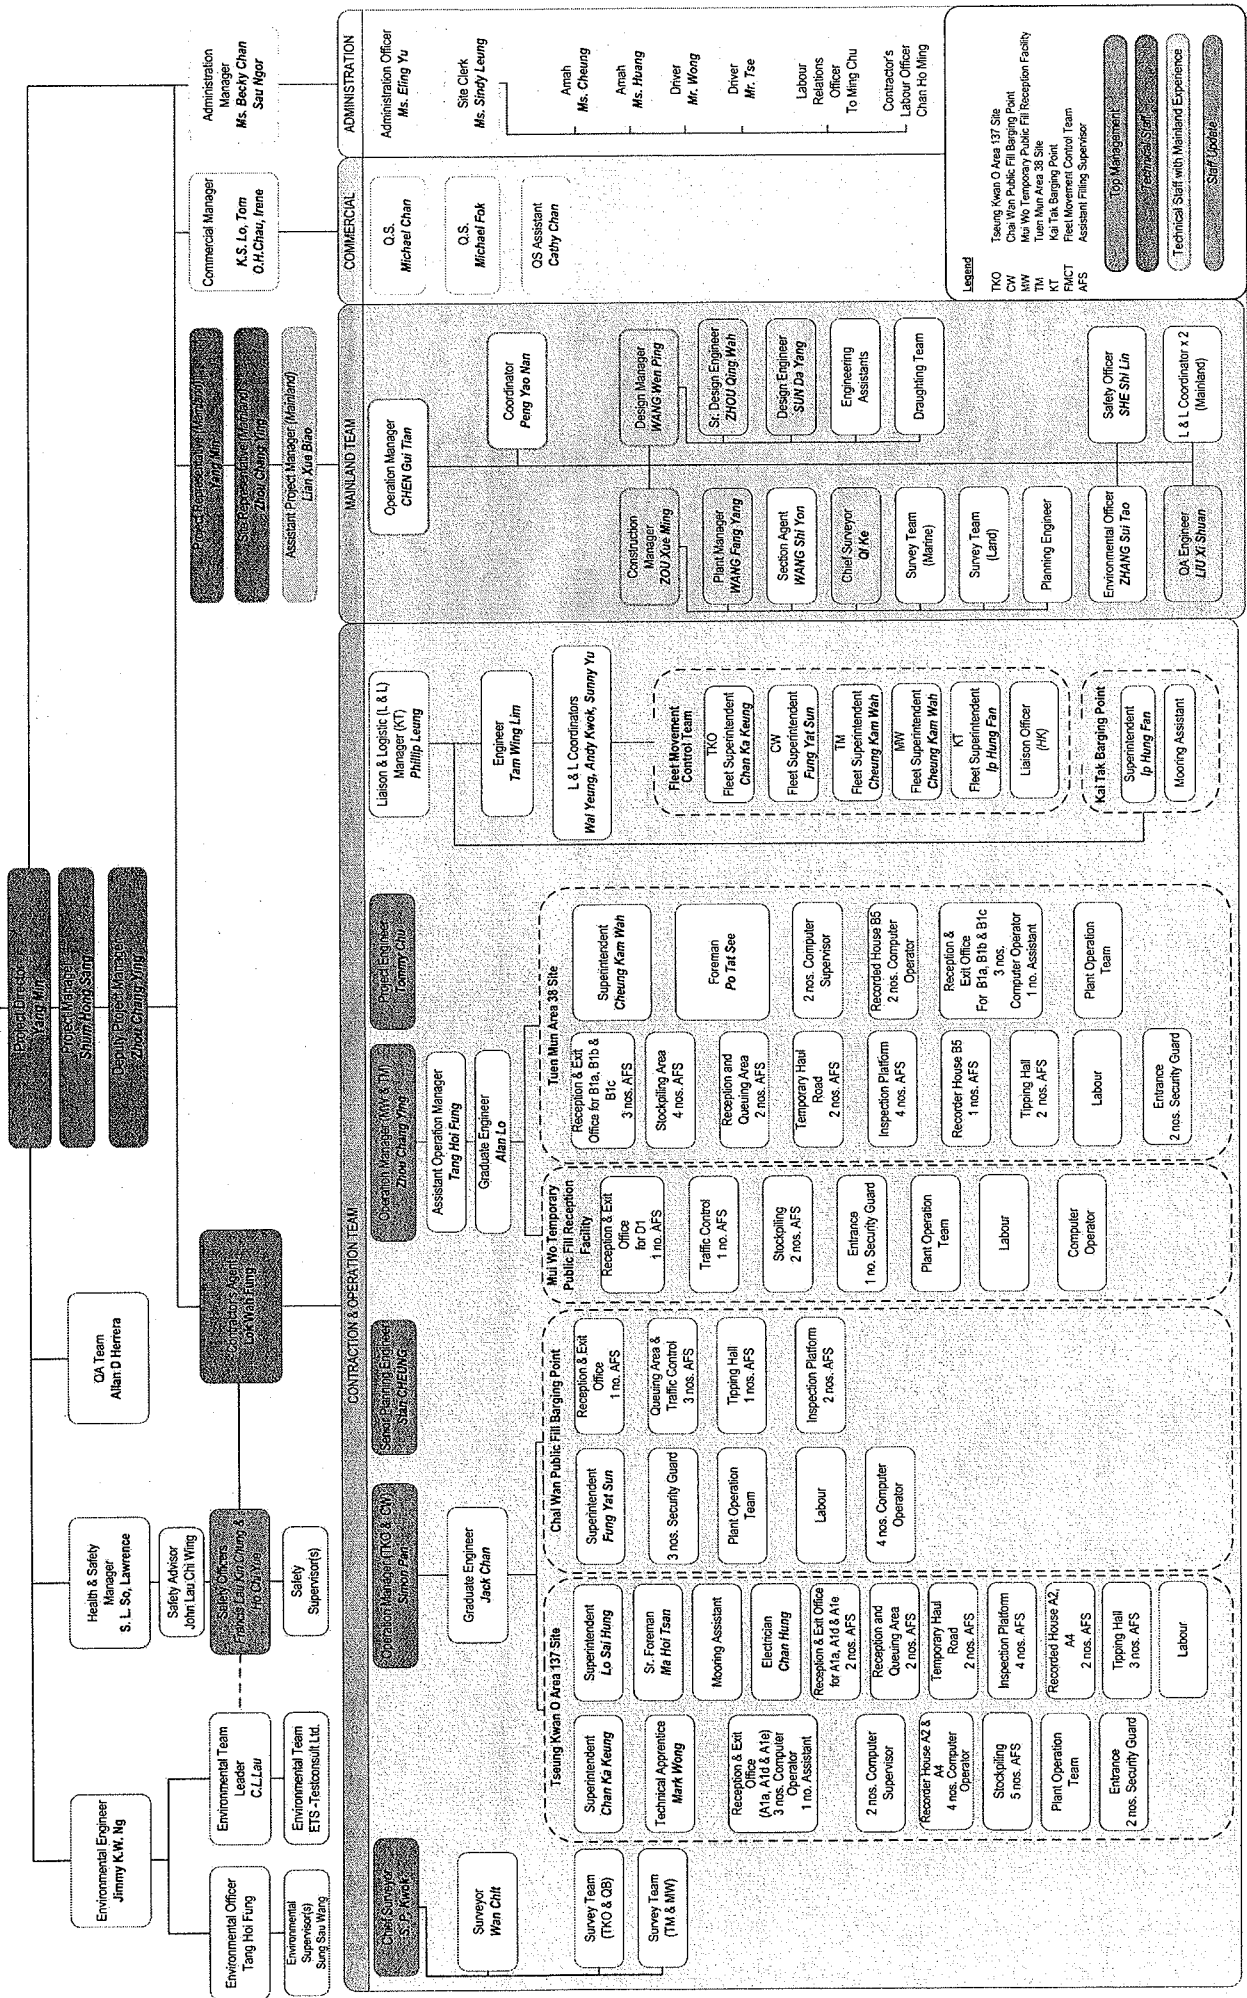 Project Director
Yang Min
Project Manager
Shum Hong Sang
Deputy Project Manager
Zhou Chang Ying
Environmental Engineer
Jimmy K.W. Ng
Environmental Officer
Tang Hoi Fung
Environmental
Supervisor(s)
Sung Sau Wang
Environmental Team
Leader
C.L.Lau
Environmental Team
ETS -Testconsult Ltd.
Health & Safety
Manager
S. L. So, Lawrence
Safety Advisor
John Lau Chi Wing
Safety Officers
Francis Lau Kin Ching &
Ho Chi Yue
Safety
Supervisor(s)
QA Team
Allan D Herrera
Contractor's Agent
Lok Wah Fung
Project Representative (Mainland)
Yang Min
Site Representative (Mainland)
Zhou Chang Ying
Assistant Project Manager (Mainland)
Lian Xue Biao
Commercial Manager
K.S. Lo, Tom
O.H.Chau, Irene
Administration
Manager
Ms. Becky Chan
Sau Ngor
CONTRACTION & OPERATION TEAM
Chief Surveyor
S. P. Kwok
Surveyor
Wan Chit
Survey Team
(TKO & QB)
Survey Team
(TM & MW)
Operation Manager (TKO & CW)
Simon Pan
Graduate Engineer
Jack Chan
Senior Planning Engineer
Stan CHEUNG
Tseung Kwan O Area 137 Site
Superintendent
Chan Ka Keung
Technical Apprentice
Mark Wong
Reception & Exit
Office
(A1a, A1d & A1e)
3 nos. Computer
Operator
1 no. Assistant
2 nos. Computer
Supervisor
Recorder House A2 &
A4
4 nos. Computer
Operator
Stockpiling
5 nos. AFS
Plant Operation
Team
Entrance
2 nos. Security Guard
Superintendent
Lo Sai Hung
Sr. Foreman
Ma Hoi Tsan
Mooring Assistant
Electrician
Chan Hung
Reception & Exit Office
for A1a, A1d & A1e
2 nos. AFS
Reception and
Queuing Area
2 nos. AFS
Temporary Haul
Road
2 nos. AFS
Inspection Platform
4 nos. AFS
Recorded House A2,
A4
2 nos. AFS
Tipping Hall
3 nos. AFS
Labour
Chai Wan Public Fill Barging Point
Superintendent
Fung Yat Sun
3 nos. Security Guard
Plant Operation
Team
Labour
4 nos. Computer
Operator
Reception & Exit
Office
1 no. AFS
Queuing Area &
Traffic Control
3 nos. AFS
Tipping Hall
1 nos. AFS
Inspection Platform
2 nos. AFS
Operation Manager (MW & TM)
Zhou Chang Ying
Assistant Operation Manager
Tang Hoi Fung
Graduate Engineer
Alan Lo
Project Engineer
Tommy Chu
Mui Wo Temporary
Public Fill Reception
Facility
Reception & Exit
Office
for D1
1 no. AFS
Traffic Control
1 no. AFS
Stockpiling
2 nos. AFS
Entrance
1 no. Security Guard
Plant Operation
Team
Labour
Computer
Operator
Tuen Mun Area 38 Site
Reception & Exit
Office for B1a, B1b &
B1c
3 nos. AFS
Stockpiling Area
4 nos. AFS
Reception and
Queuing Area
2 nos. AFS
Temporary Haul
Road
2 nos. AFS
Inspection Platform
4 nos. AFS
Recorder House B5
1 nos. AFS
Tipping Hall
2 nos. AFS
Labour
Entrance
2 nos. Security Guard
Superintendent
Cheung Kam Wah
Foreman
Po Tat See
2 nos. Computer
Supervisor
Recorded House B5
2 nos. Computer
Operator
Reception &
Exit Office
For B1a, B1b & B1c
3 nos.
Computer Operator
1 no. Assistant
Plant Operation
Team
Liaison & Logistic (L & L)
Manager (KT)
Phillip Leung
Engineer
Tam Wing Lim
L & L Coordinators
Wai Yeung, Andy Kwok, Sunny Yu
Fleet Movement
Control Team
TKO
Fleet Superintendent
Chan Ka Keung
CW
Fleet Superintendent
Fung Yat Sun
TM
Fleet Superintendent
Cheung Kam Wah
MW
Fleet Superintendent
Cheung Kam Wah
KT
Fleet Superintendent
Ip Hung Fan
Liaison Officer
(HK)
Kai Tak Barging Point
Superintendent
Ip Hung Fan
Mooring Assistant
MAINLAND TEAM
Operation Manager
CHEN Gui Tian
Coordinator
Peng Yao Nan
Construction
Manager
ZOU Xue Ming
Plant Manager
WANG Fang Yang
Section Agent
WANG Shi Yon
Chief Surveyor
QI Ke
Survey Team
(Marine)
Survey Team
(Land)
Planning Engineer
Environmental Officer
ZHANG Sui Tao
QA Engineer
LIU Xi Shuan
Design Manager
WANG Wen Ping
Sr. Design Engineer
ZHOU Qing Wah
Design Engineer
SUN Da Yang
Engineering
Assistants
Draughting Team
Safety Officer
SHE Shi Lin
L & L Coordinator x 2
(Mainland)
COMMERCIAL
Q.S.
Michael Chan
Q.S.
Michael Fok
QS Assistant
Cathy Chan
ADMINISTRATION
Administration Officer
Ms. Efing Yu
Site Clerk
Ms. Sindy Leung
Amah
Ms. Cheung
Amah
Ms. Huang
Driver
Mr. Wong
Driver
Mr. Tse
Labour
Relations
Officer
To Ming Chu
Contractor's
Labour Officer
Chan Ho Ming
Legend
TKO Tseung Kwan O Area 137 Site
CW Chai Wan Public Fill Barging Point
MW Mui Wo Temporary Public Fill Reception Facility
TM Tuen Mun Area 38 Site
KT Kai Tak Barging Point
FMCT Fleet Movement Control Team
AFS Assistant Filling Supervisor
Top Management
Technical Staff
Technical Staff with Mainland Experience
Staff Update